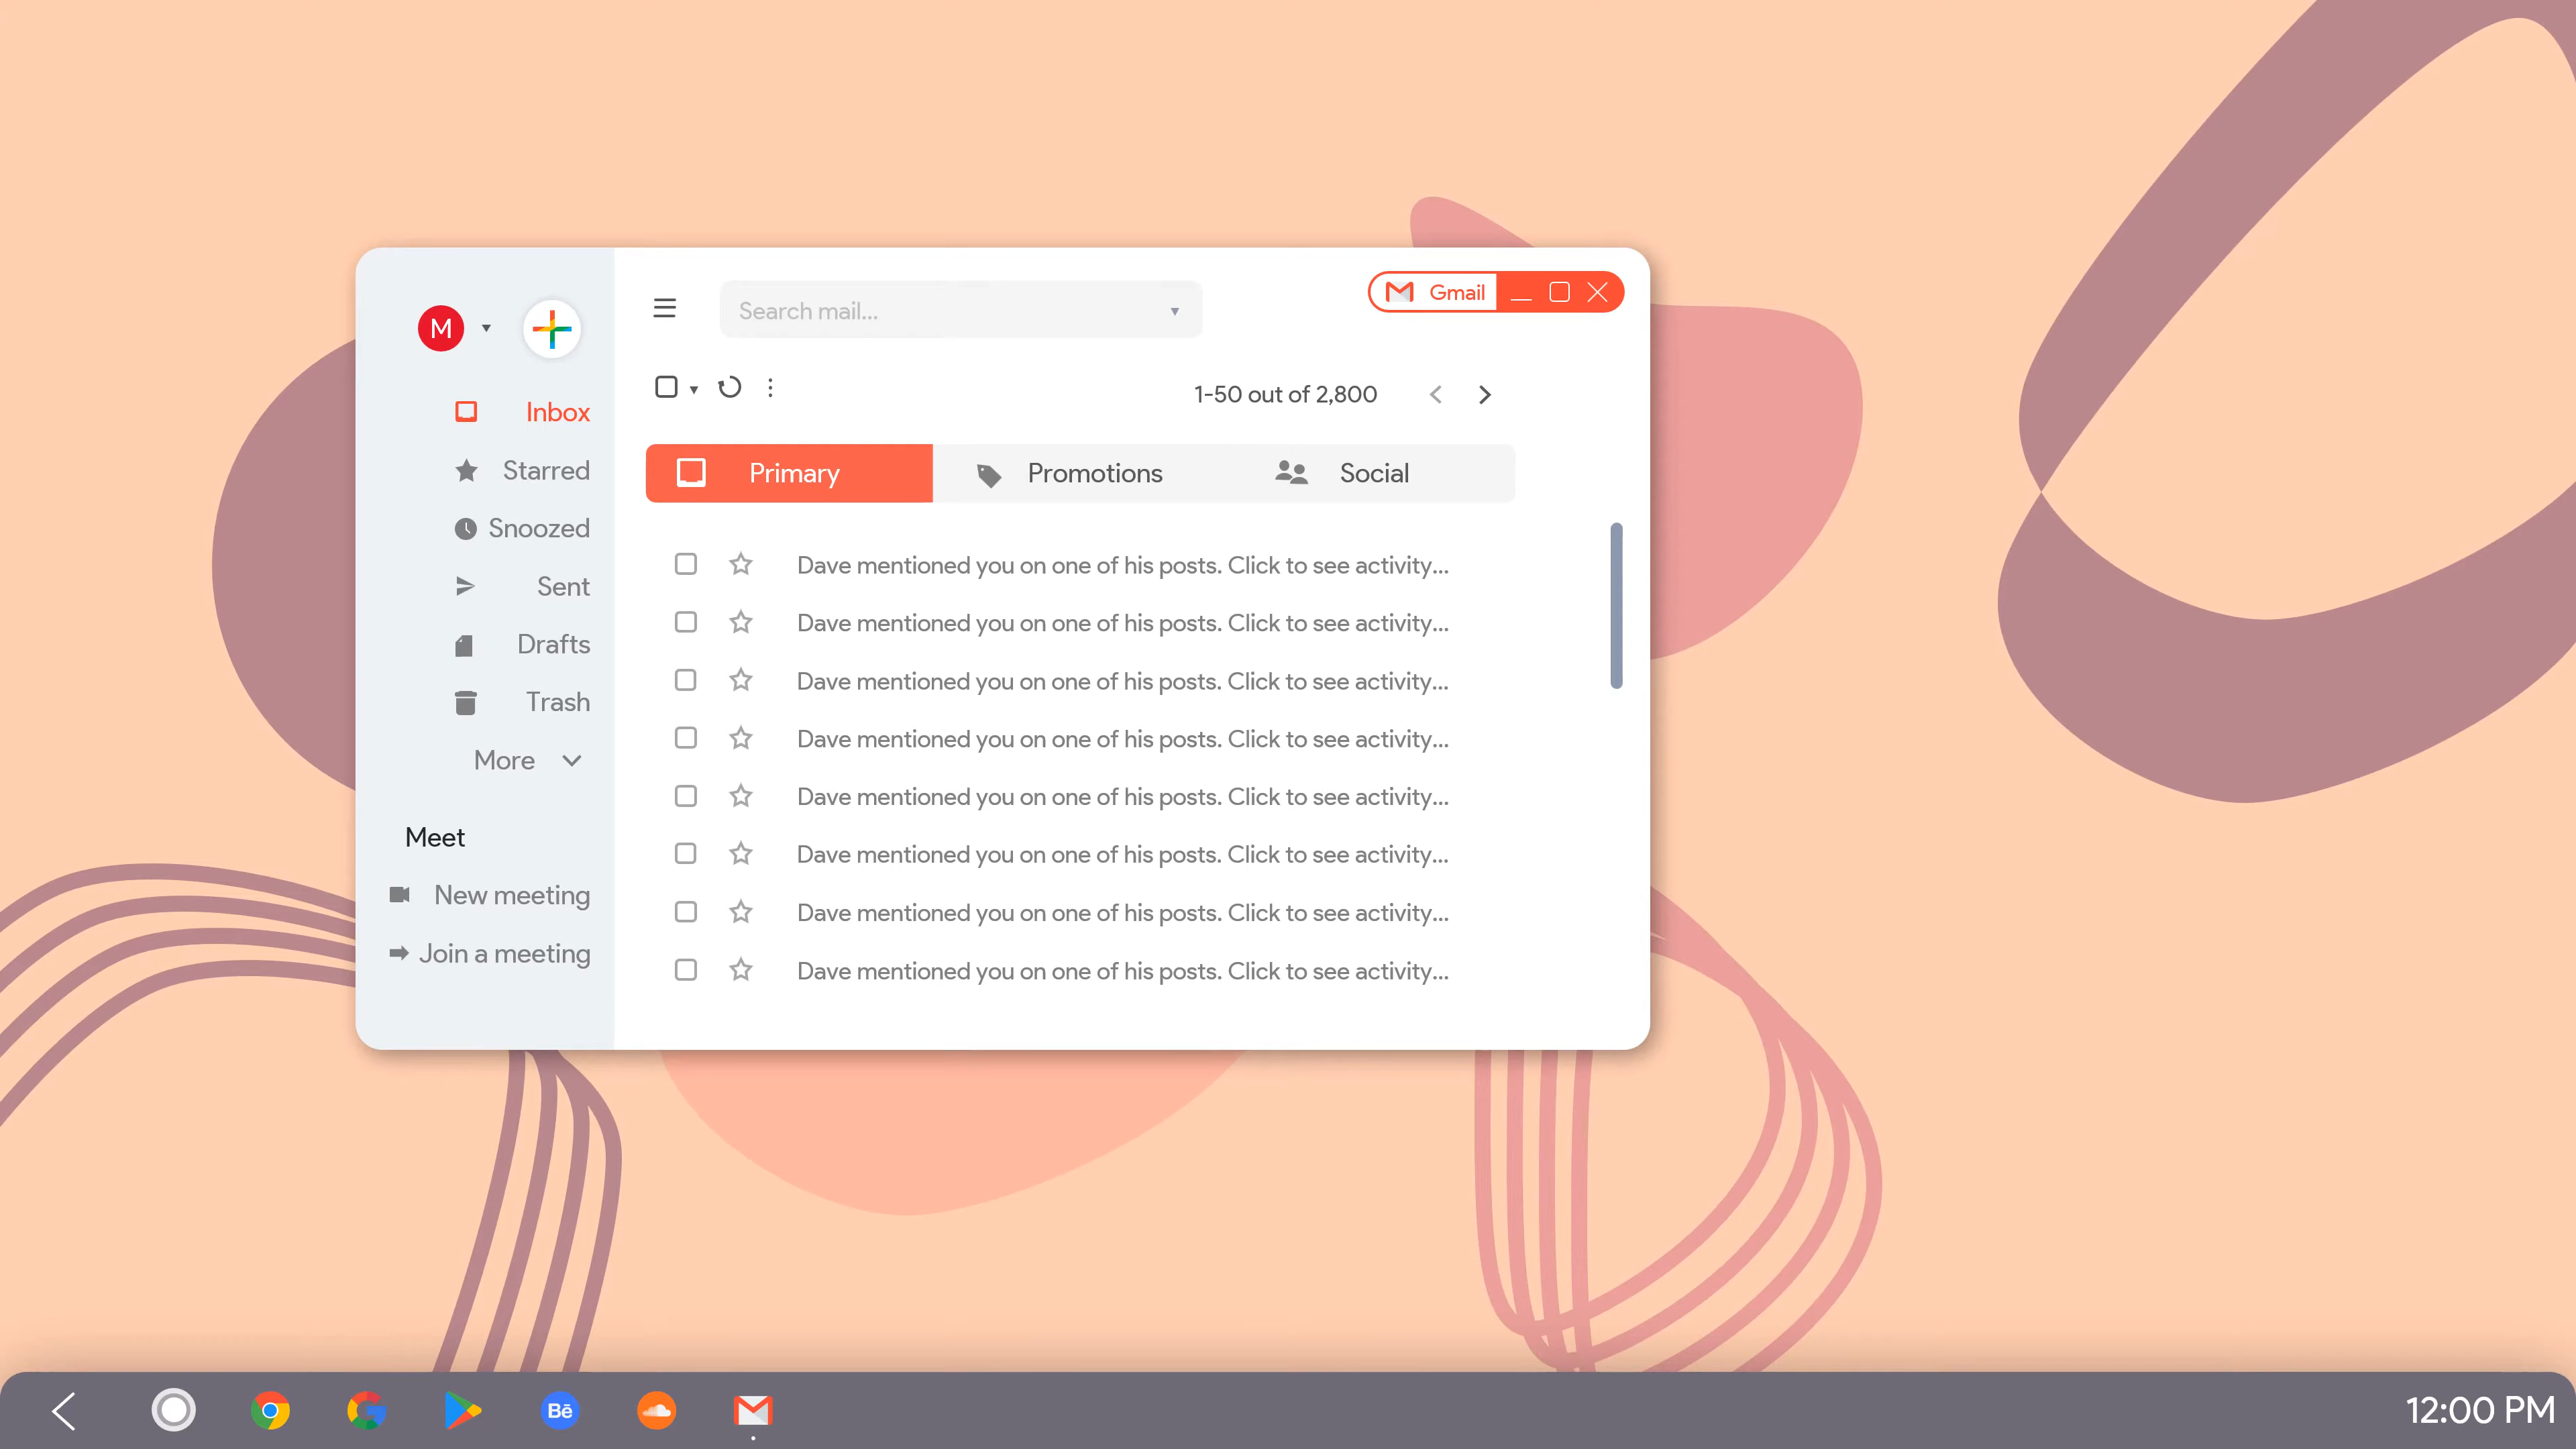 M
Search mail...
Gmail
1-50 out of 2,800
Inbox
Starred
Snoozed
Sent
Drafts
Trash
More
Meet
New meeting
Join a meeting
Primary
Promotions
Social
Dave mentioned you on one of his posts. Click to see activity...
Dave mentioned you on one of his posts. Click to see activity...
Dave mentioned you on one of his posts. Click to see activity...
Dave mentioned you on one of his posts. Click to see activity...
Dave mentioned you on one of his posts. Click to see activity...
Dave mentioned you on one of his posts. Click to see activity...
Dave mentioned you on one of his posts. Click to see activity...
Dave mentioned you on one of his posts. Click to see activity...
Bē
12:00 PM